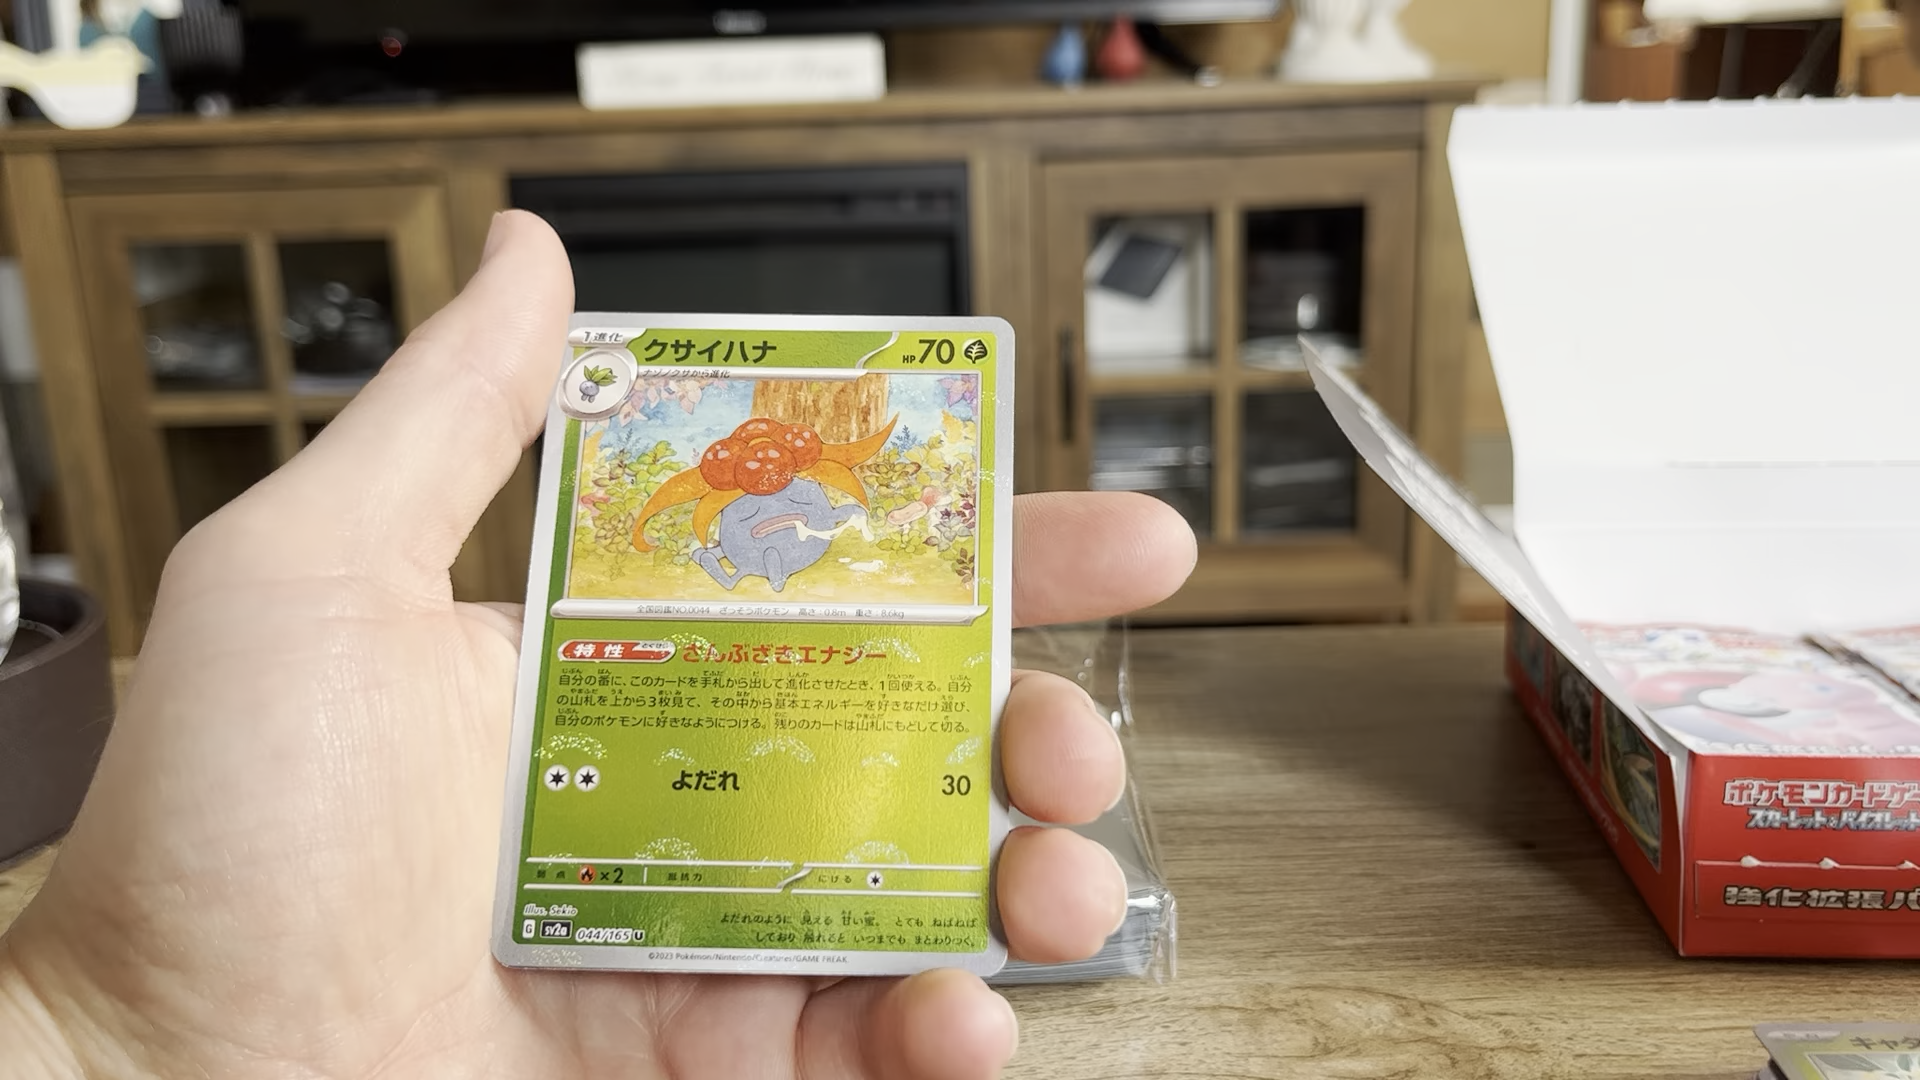 1進化
クサイハナ
HP 70
ナゾノクサから進化
全国図鑑NO.0044 ざっそうポケモン 高さ:0.8m 重さ:8.6kg
特性
さんぶざきエナジー
自分の番に、このカードを手札から出して進化させたとき、1回使える。自分
の山札を上から3枚見て、その中から基本エネルギーを好きなだけ選び、
自分のポケモンに好きなようにつける。残りのカードは山札にもどして切る。
よだれ 30
弱点 ×2 抵抗力 にげる
Illus. Sekio
よだれのように 見える 甘い蜜。 とても ねばねば
しており 触れると いつまでも まとわりつく。
G sv2a 044/165 U
©2023 Pokémon/Nintendo/Creatures/GAME FREAK
ポケモンカードゲー
スカーレット&バイオレット
強化拡張パ
キャタ